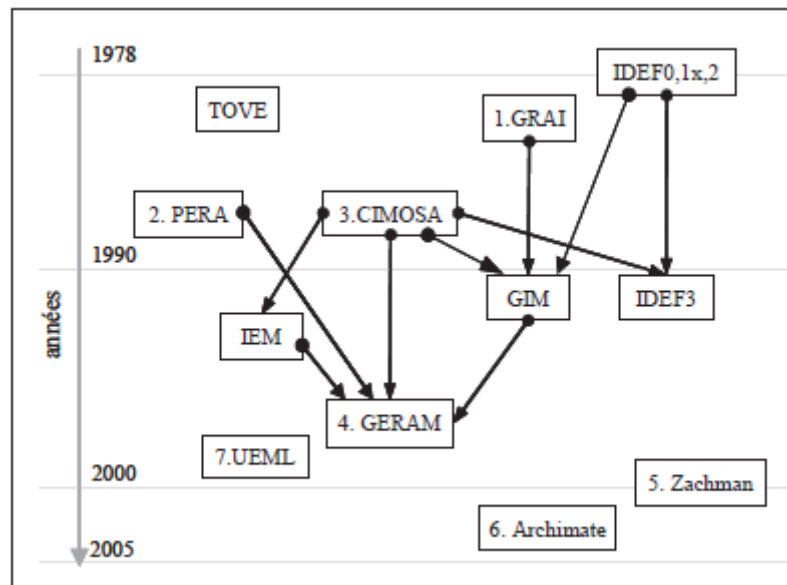 1978
IDEF0,1x,2
TOVE
1.GRAI
2. PERA
3.CIMOSA
1990
GIM
IDEF3
IEM
années
4. GERAM
7.UEML
5. Zachman
2000
6. Archimate
2005